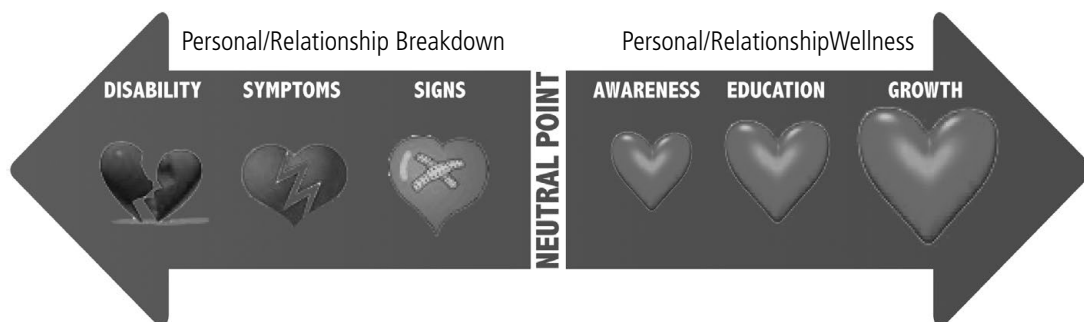 Personal/Relationship Breakdown
Personal/RelationshipWellness
DISABILITY SYMPTOMS SIGNS
NEUTRAL POINT
AWARENESS EDUCATION GROWTH